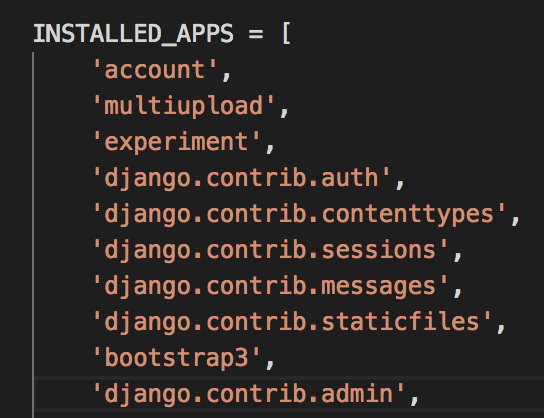 INSTALLED_APPS = [
'account',
'multiupload',
'experiment',
'django.contrib.auth',
'django.contrib.contenttypes',
'django.contrib.sessions',
'django.contrib.messages',
'django.contrib.staticfiles',
'bootstrap3',
'django.contrib.admin',